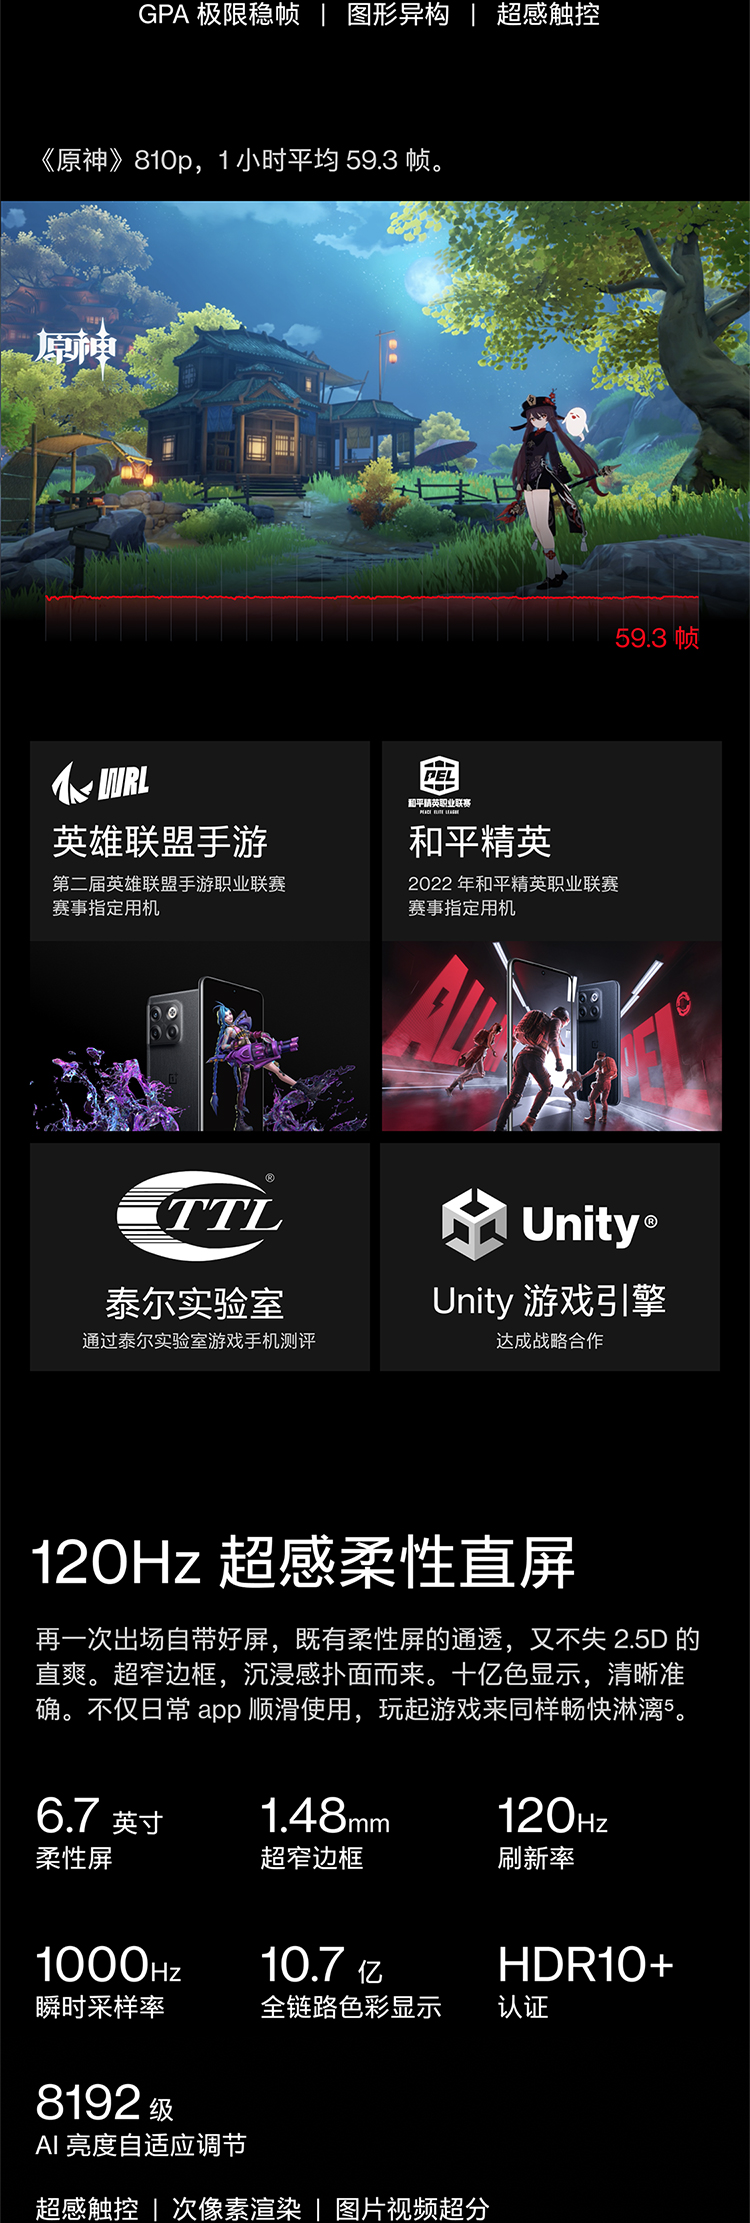 GPA 极限稳帧 | 图形异构 | 超感触控
《原神》810p，1 小时平均 59.3 帧。
原神
59.3 帧
WRL
英雄联盟手游
第二届英雄联盟手游职业联赛
赛事指定用机
PEL
和平精英职业联赛
PEACE ELITE LEAGUE
和平精英
2022 年和平精英职业联赛
赛事指定用机
PEL
TTL®
泰尔实验室
通过泰尔实验室游戏手机测评
Unity®
Unity 游戏引擎
达成战略合作
120Hz 超感柔性直屏
再一次出场自带好屏，既有柔性屏的通透，又不失 2.5D 的
直爽。超窄边框，沉浸感扑面而来。十亿色显示，清晰准
确。不仅日常 app 顺滑使用，玩起游戏来同样畅快淋漓⁵。
6.7 英寸
柔性屏
1.48mm
超窄边框
120Hz
刷新率
1000Hz
瞬时采样率
10.7 亿
全链路色彩显示
HDR10+
认证
8192 级
AI 亮度自适应调节
超感触控 | 次像素渲染 | 图片视频超分